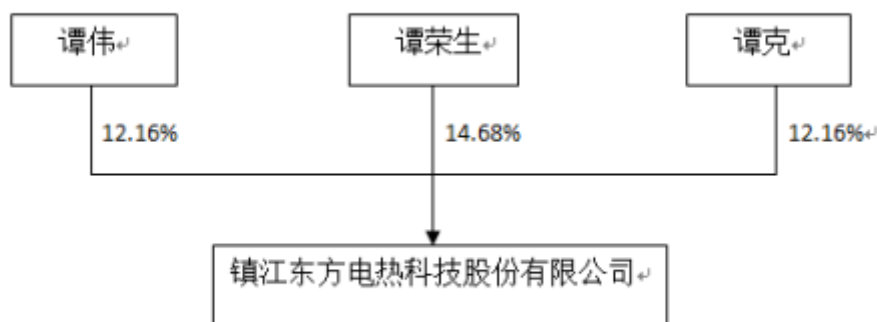 谭伟
谭荣生
谭克
12.16%
14.68%
12.16%
镇江东方电热科技股份有限公司